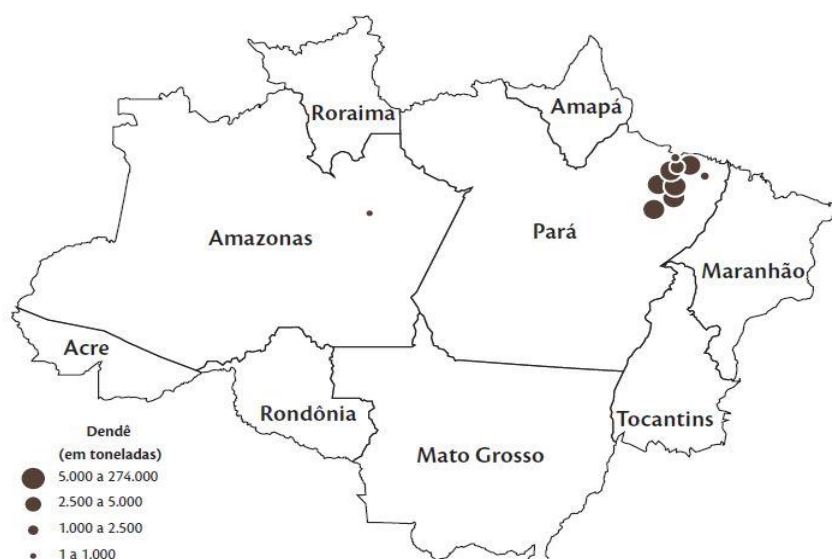 Roraima
Amapá
Amazonas
Pará
Maranhão
Acre
Rondônia
Tocantins
Mato Grosso
Dendê
(em toneladas)
5.000 a 274.000
2.500 a 5.000
1.000 a 2.500
1 a 1.000